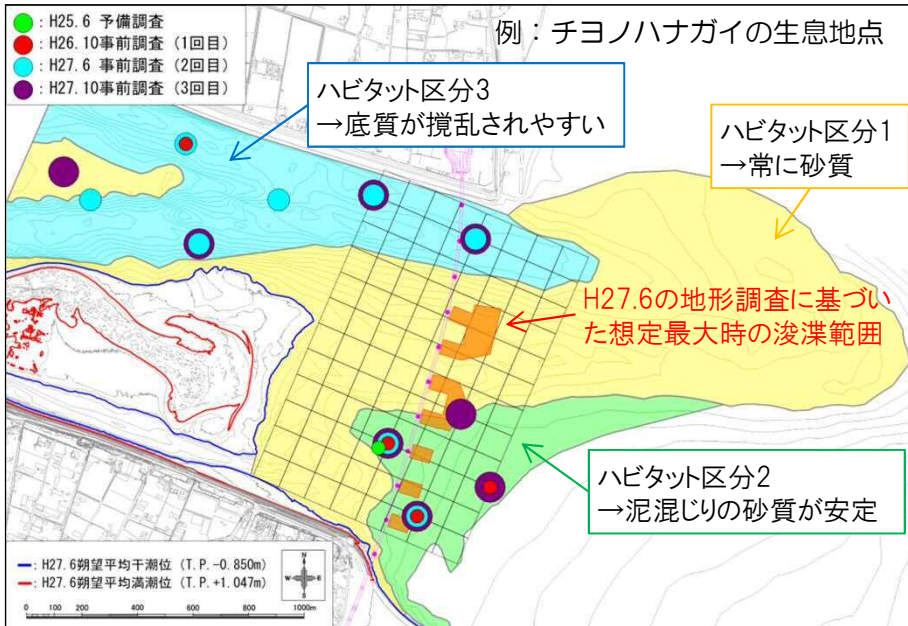 : H25.6 予備調査
: H26.10事前調査（1回目）
: H27.6 事前調査（2回目）
: H27.10事前調査（3回目）
例：チヨノハナガイの生息地点
ハビタット区分3
→底質が攪乱されやすい
ハビタット区分1
→常に砂質
H27.6の地形調査に基づい
た想定最大時の浚渫範囲
ハビタット区分2
→泥混じりの砂質が安定
: H27.6朔望平均干潮位（T.P.-0.850m）
: H27.6朔望平均満潮位（T.P.+1.047m）
N
W E
S
0 200 400 600 800 1000m